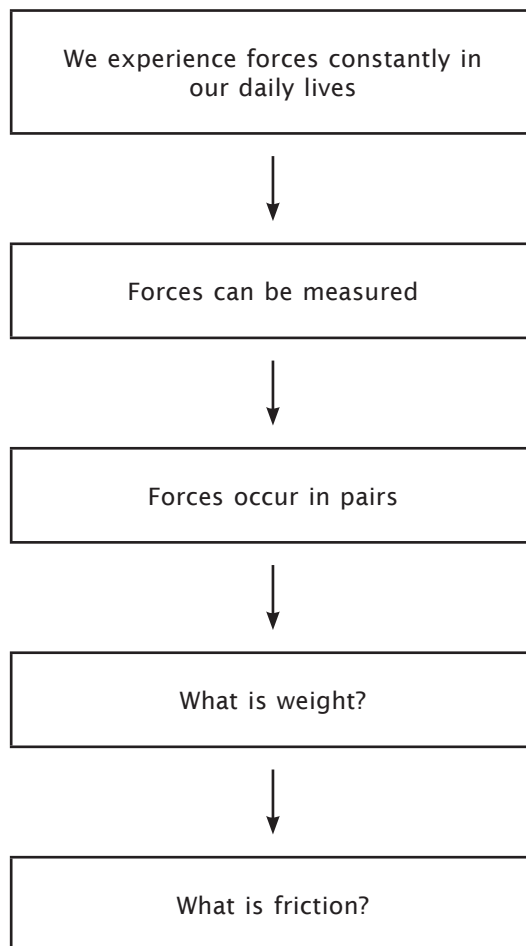 We experience forces constantly in
our daily lives
Forces can be measured
Forces occur in pairs
What is weight?
What is friction?